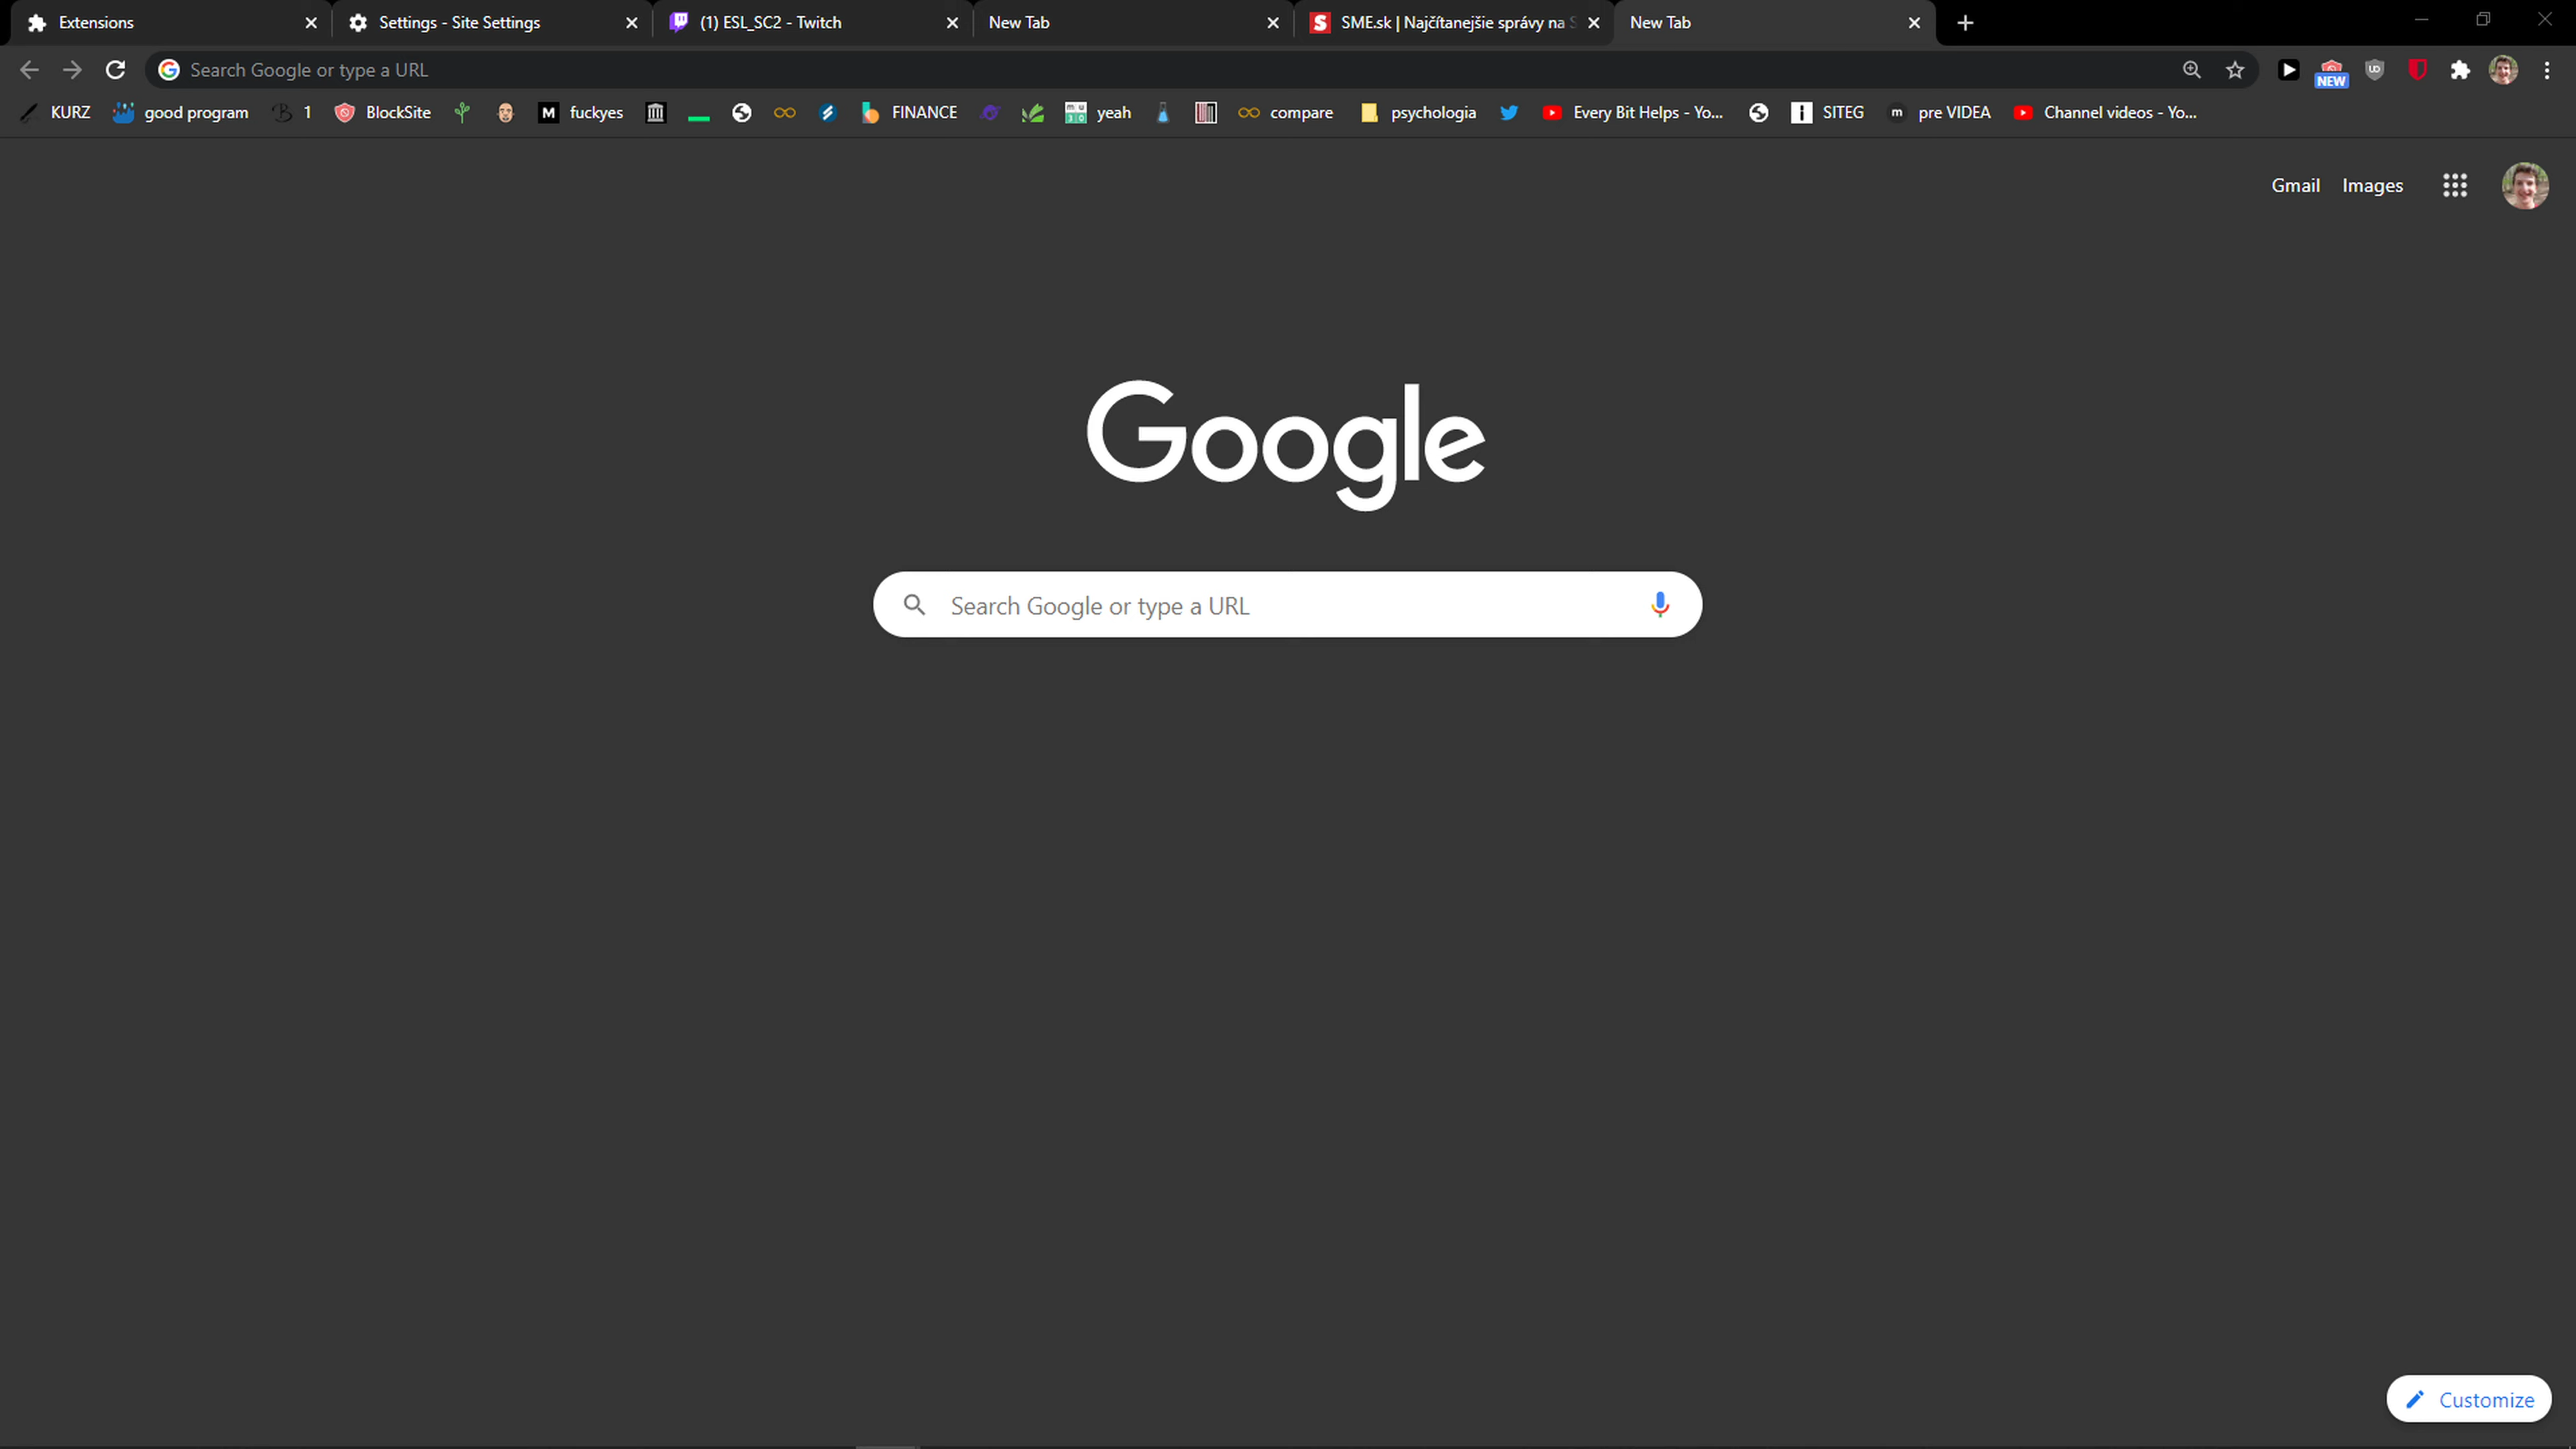 Extensions
Settings - Site Settings
(1) ESL_SC2 - Twitch
New Tab
SME.sk | Najčítanejšie správy na S
New Tab
Search Google or type a URL
NEW
KURZ
good program
1
BlockSite
fuckyes
FINANCE
yeah
compare
psychologia
Every Bit Helps - Yo...
SITEG
pre VIDEA
Channel videos - Yo...
Gmail
Images
Google
Search Google or type a URL
Customize